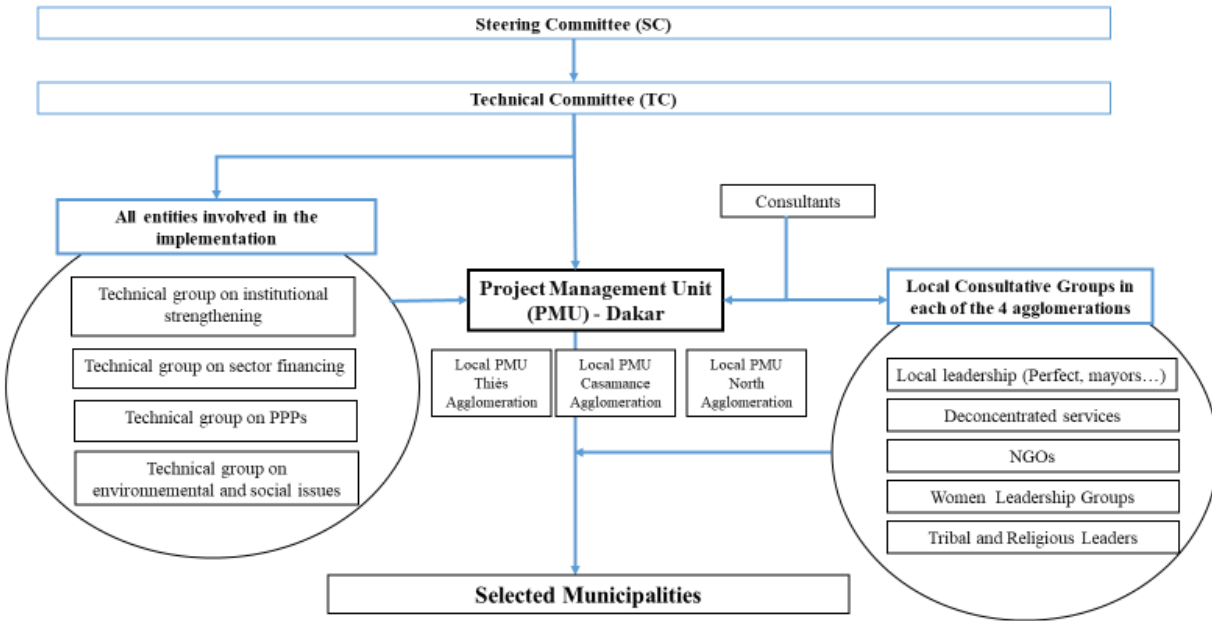 Steering Committee (SC)
Technical Committee (TC)
All entities involved in the
implementation
Technical group on institutional
strengthening
Technical group on sector financing
Technical group on PPPs
Technical group on
environnemental and social issues
Consultants
Project Management Unit
(PMU) - Dakar
Local PMU
Thiès
Agglomeration
Local PMU
Casamance
Agglomeration
Local PMU
North
Agglomeration
Local Consultative Groups in
each of the 4 agglomerations
Local leadership (Perfect, mayors…)
Deconcentrated services
NGOs
Women Leadership Groups
Tribal and Religious Leaders
Selected Municipalities